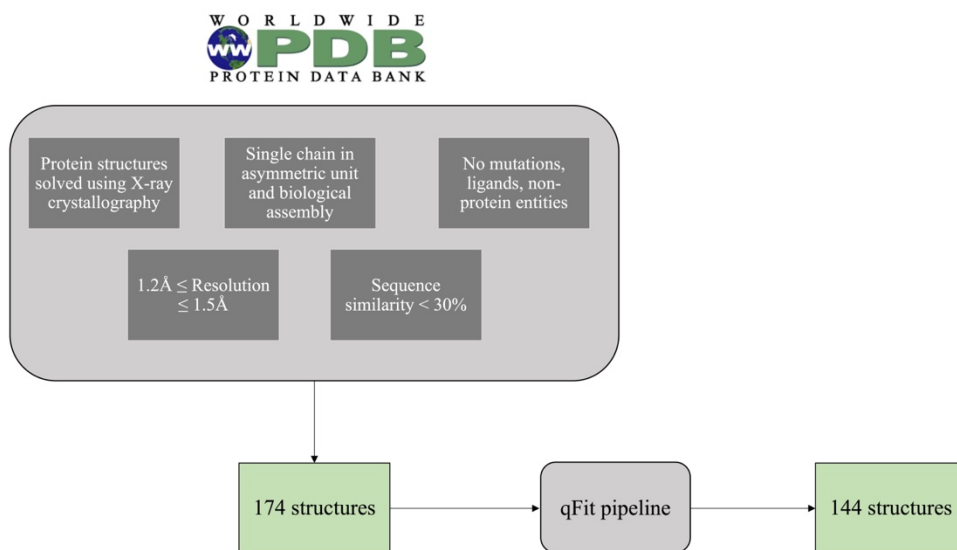 WORLDWIDE
WW PDB
PROTEIN DATA BANK
Protein structures
solved using X-ray
crystallography
Single chain in
asymmetric unit
and biological
assembly
No mutations,
ligands, non-
protein entities
1.2Å ≤ Resolution
≤ 1.5Å
Sequence
similarity < 30%
174 structures
qFit pipeline
144 structures